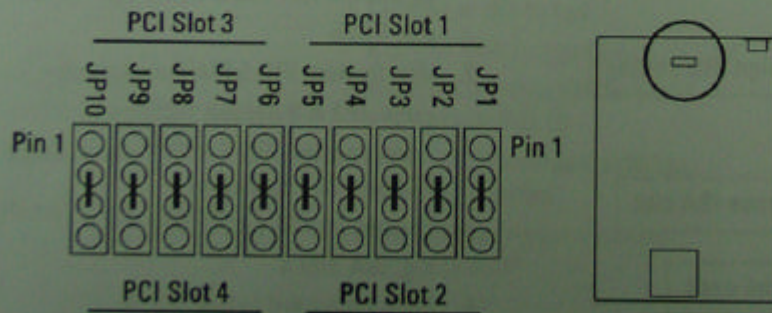 PCI Slot 3 PCI Slot 1
JP10 JP9 JP8 JP7 JP6 JP5 JP4 JP3 JP2 JP1
Pin 1 Pin 1
PCI Slot 4 PCI Slot 2